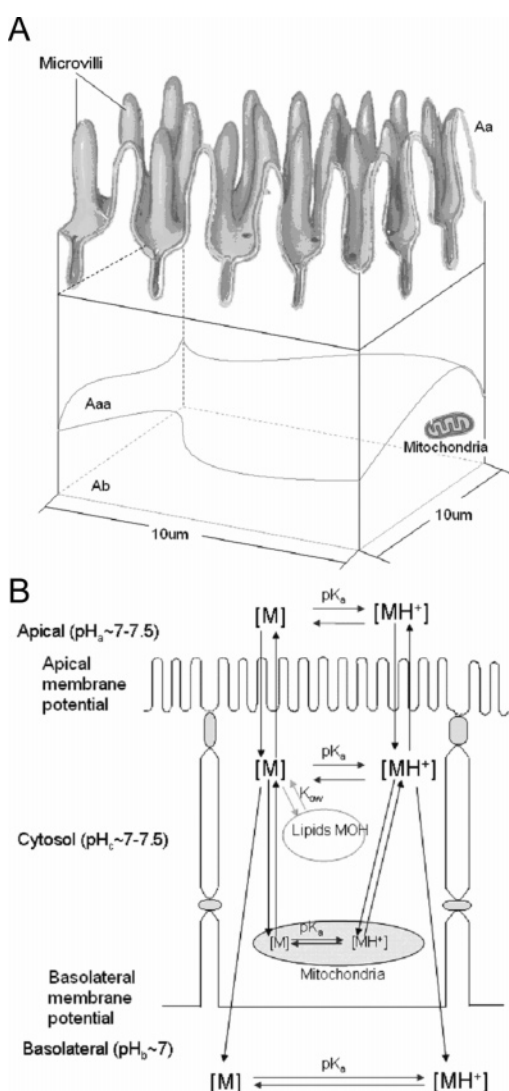 A
Microvilli
Aa
Aaa
Mitochondria
Ab
10um
10um
B
pKa
[M]
[MH+]
Apical (pHa~7-7.5)
Apical
membrane
potential
pKa
[M]
[MH+]
Kow
Lipids MOH
Cytosol (pHc~7-7.5)
pKa
[M]
[MH+]
Mitochondria
Basolateral
membrane
potential
Basolateral (pHb~7)
pKa
[M]
[MH+]